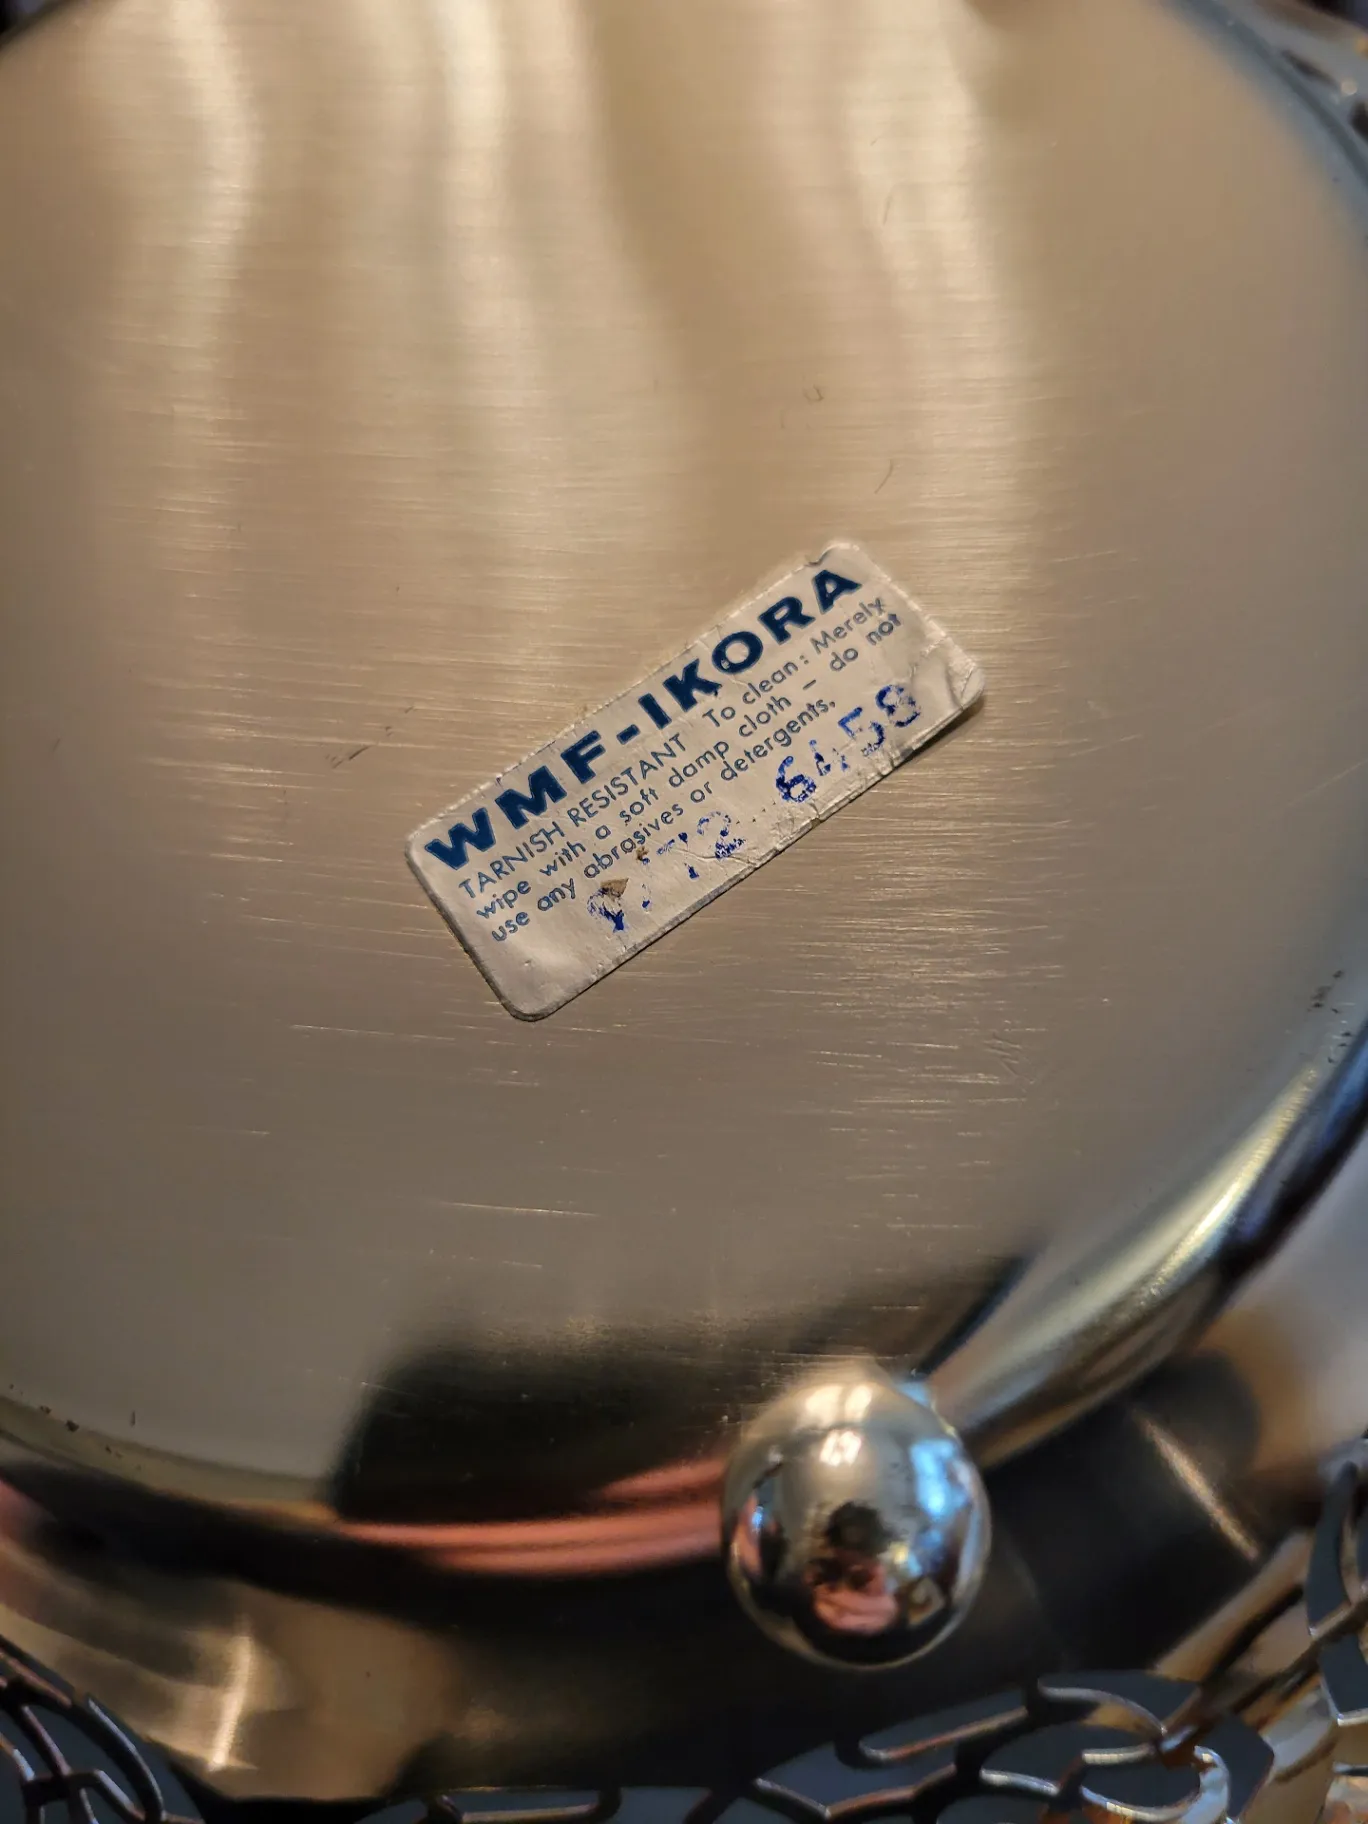 WMF-IKORA
TARNISH RESISTANT To clean: Merely
wipe with a soft damp cloth – do not
use any abrasives or detergents.
6458